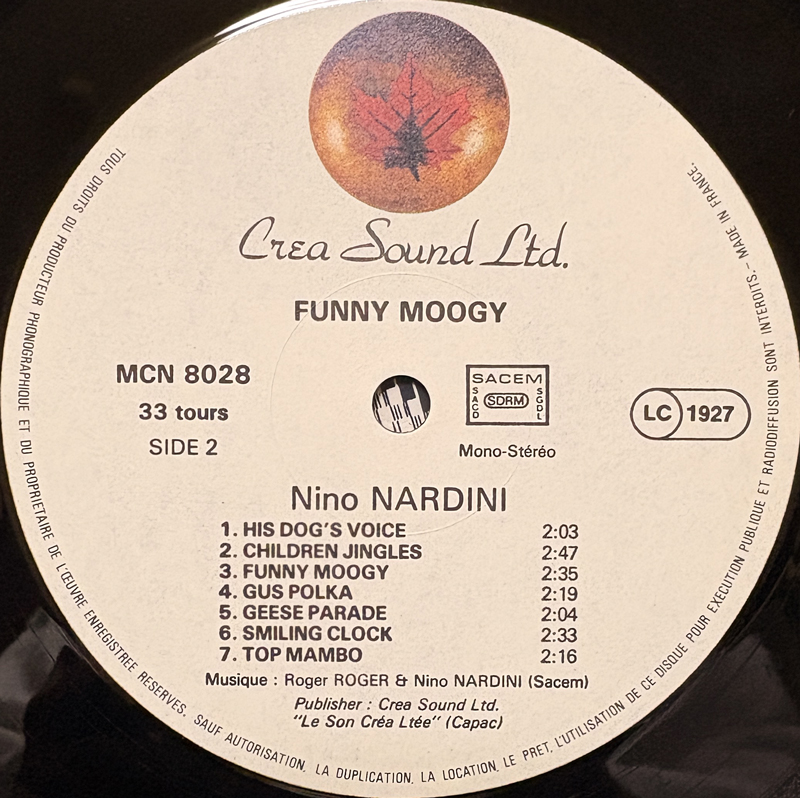 Crea Sound Ltd.
FUNNY MOOGY
MCN 8028
33 tours
SIDE 2
SACEM
SACD
SDRM
SGDL
Mono-Stéréo
LC 1927
Nino NARDINI
1. HIS DOG'S VOICE 2:03
2. CHILDREN JINGLES 2:47
3. FUNNY MOOGY 2:35
4. GUS POLKA 2:19
5. GEESE PARADE 2:04
6. SMILING CLOCK 2:33
7. TOP MAMBO 2:16
Musique : Roger ROGER & Nino NARDINI (Sacem)
Publisher : Crea Sound Ltd.
"Le Son Créa Ltée" (Capac)
TOUS DROITS DU PRODUCTEUR PHONOGRAPHIQUE ET DU PROPRIETAIRE DE L'ŒUVRE ENREGISTREE RESERVES. SAUF AUTORISATION, LA DUPLICATION, LA LOCATION, LE PRET, L'UTILISATION DE CE DISQUE POUR EXECUTION PUBLIQUE ET RADIODIFFUSION SONT INTERDITS. - MADE IN FRANCE.